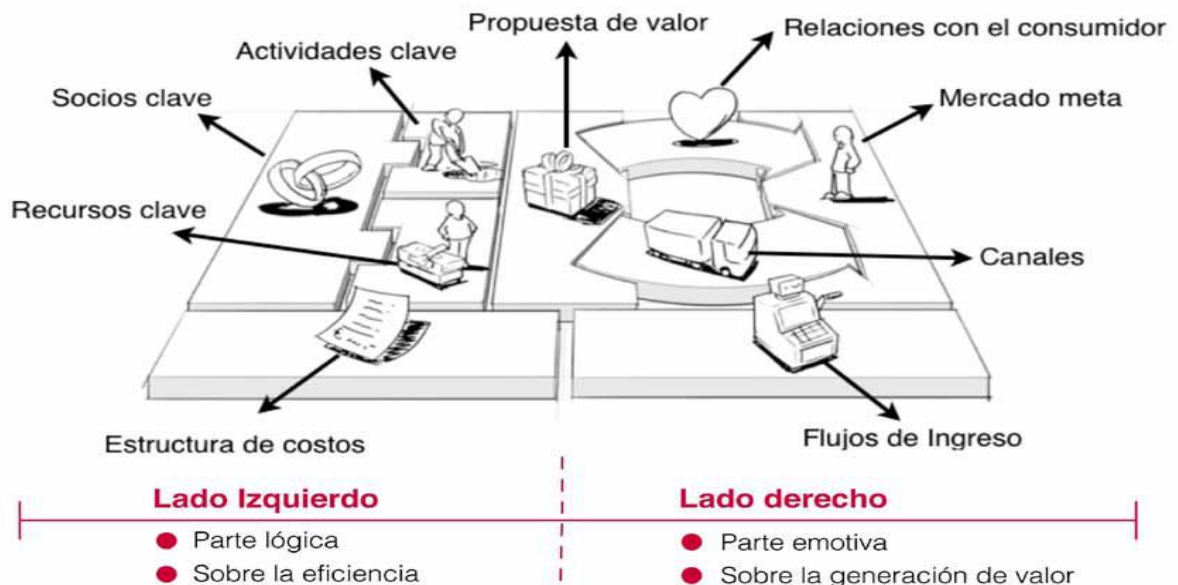 Propuesta de valor
Relaciones con el consumidor
Actividades clave
Socios clave
Mercado meta
Recursos clave
Canales
Estructura de costos
Flujos de Ingreso
Lado Izquierdo
Parte lógica
Sobre la eficiencia
Lado derecho
Parte emotiva
Sobre la generación de valor